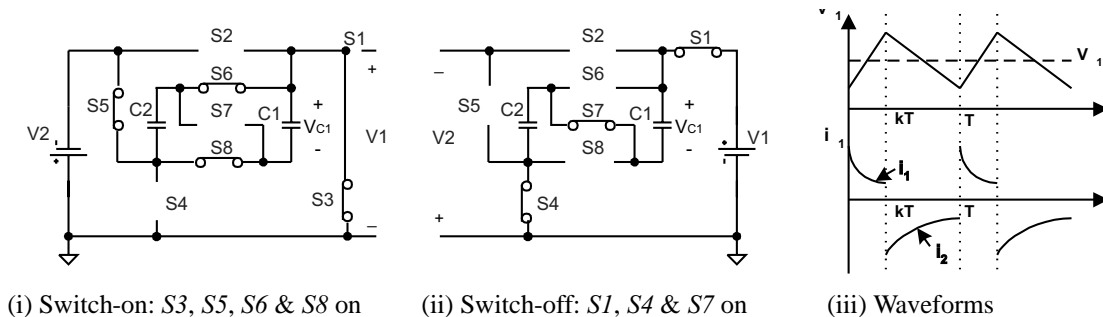 S2
S1
+
S6
S5
C2
S7
C1
+
VC1
-
V2
V1
S8
S4
S3
–
(i) Switch-on: S3, S5, S6 & S8 on
S2
S1
–
S6
S5
C2
S7
C1
+
VC1
-
V2
V1
S8
S4
+
(ii) Switch-off: S1, S4 & S7 on
V1
kT
T
i1
i1
kT
T
i2
(iii) Waveforms